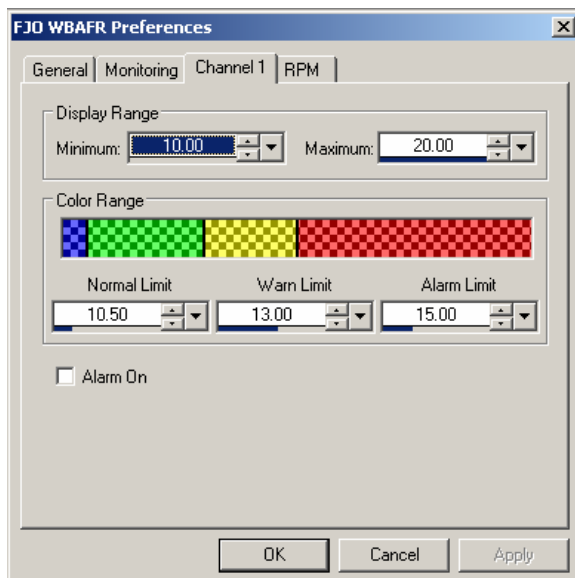 FJO WBAFR Preferences
General Monitoring Channel 1 RPM
Display Range
Minimum: 10.00 Maximum: 20.00
Color Range
Normal Limit Warn Limit Alarm Limit
10.50 13.00 15.00
Alarm On
OK Cancel Apply